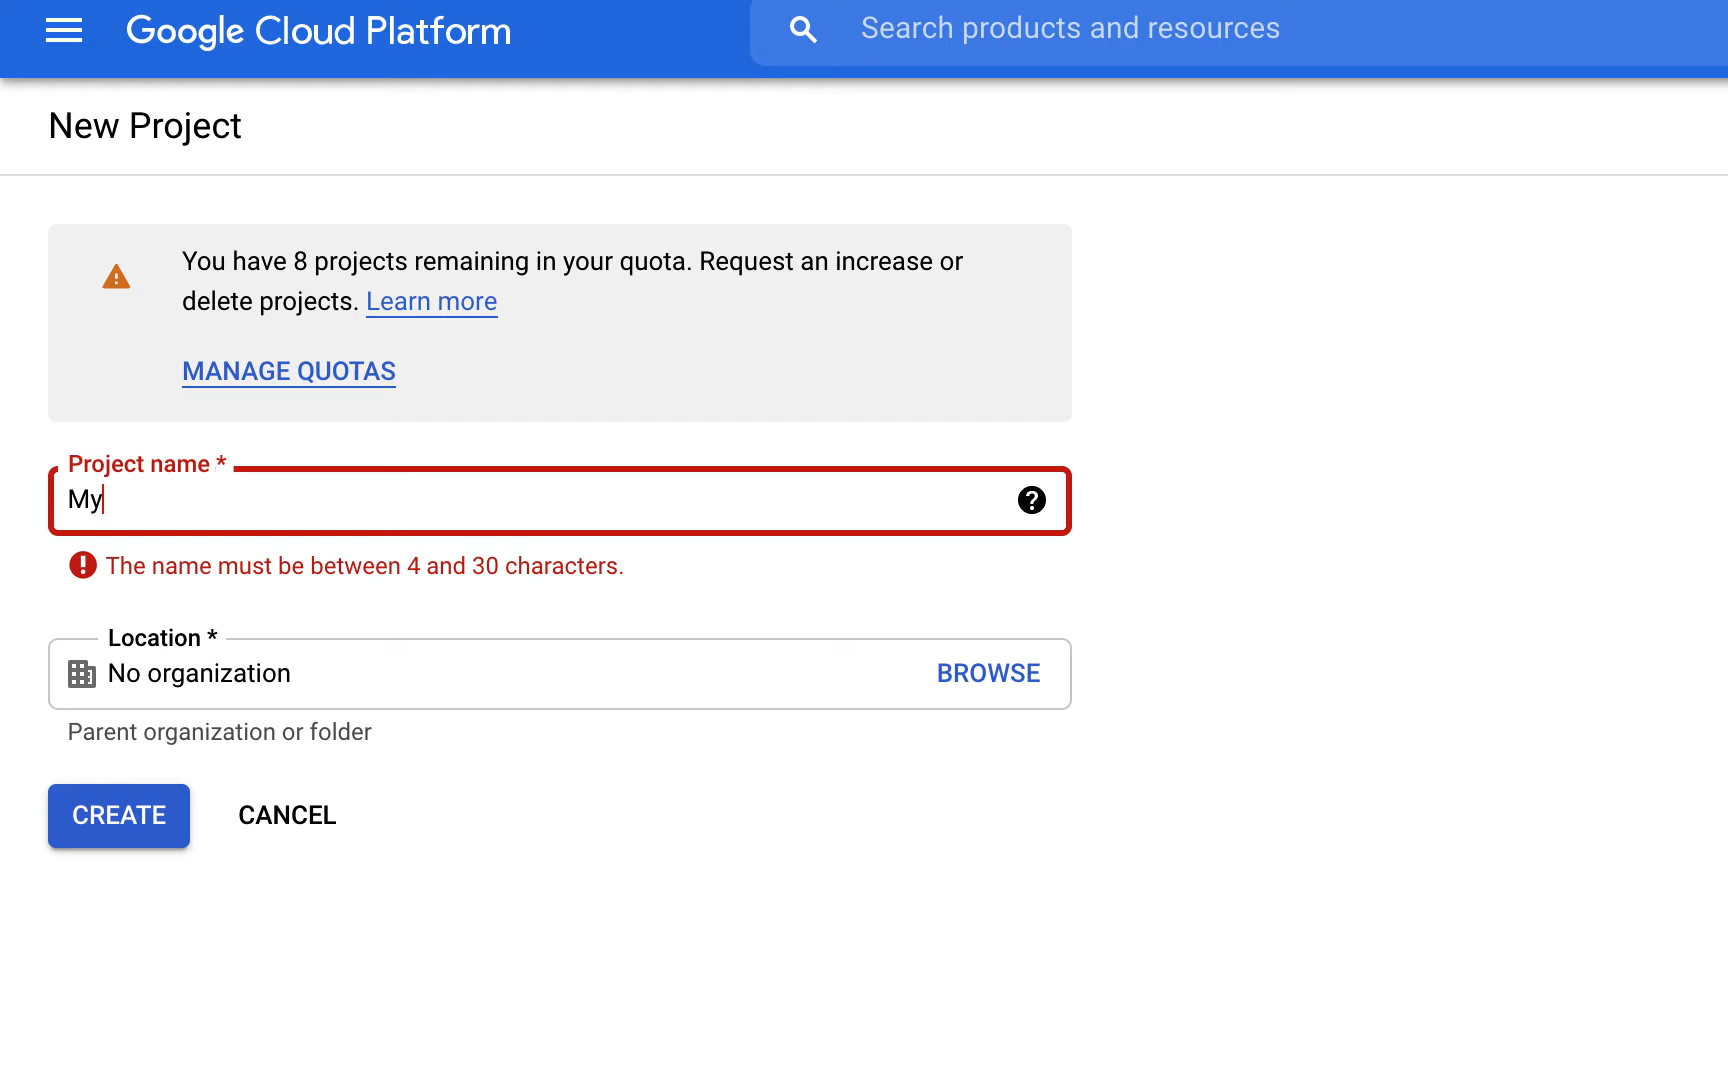 Google Cloud Platform
Search products and resources
New Project
You have 8 projects remaining in your quota. Request an increase or
delete projects. Learn more
MANAGE QUOTAS
Project name *
My
The name must be between 4 and 30 characters.
Location *
No organization
BROWSE
Parent organization or folder
CREATE
CANCEL